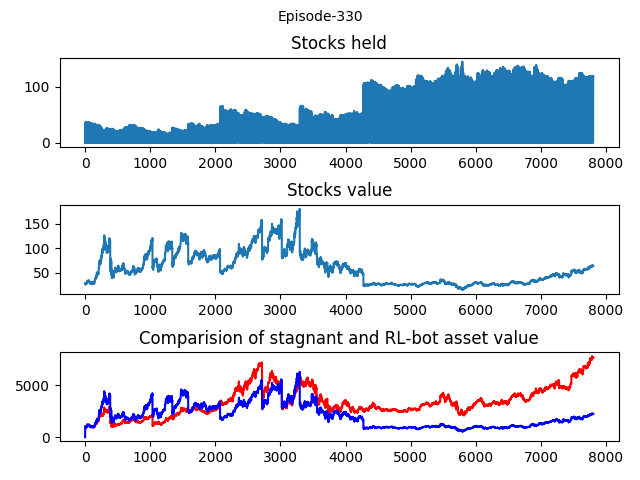 Episode-330
Stocks held
100
0
0 1000 2000 3000 4000 5000 6000 7000 8000
Stocks value
150
100
50
0 1000 2000 3000 4000 5000 6000 7000 8000
Comparision of stagnant and RL-bot asset value
5000
0
0 1000 2000 3000 4000 5000 6000 7000 8000